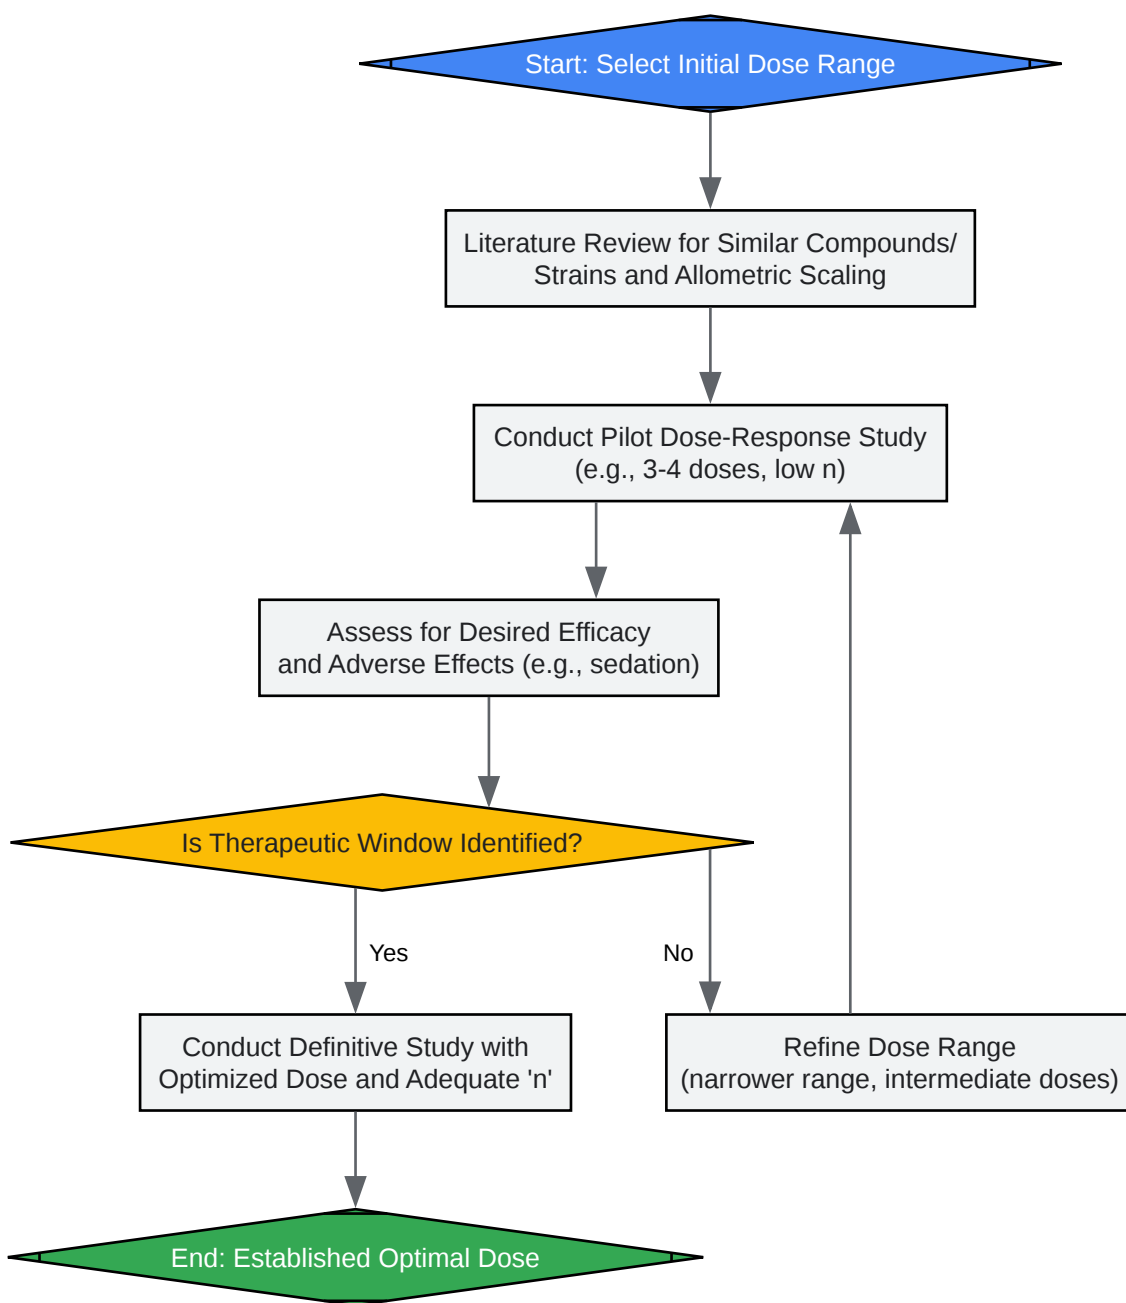 Start: Select Initial Dose Range
Literature Review for Similar Compounds/
Strains and Allometric Scaling
Conduct Pilot Dose-Response Study
(e.g., 3-4 doses, low n)
Assess for Desired Efficacy
and Adverse Effects (e.g., sedation)
Is Therapeutic Window Identified?
Yes
No
Conduct Definitive Study with
Optimized Dose and Adequate 'n'
Refine Dose Range
(narrower range, intermediate doses)
End: Established Optimal Dose